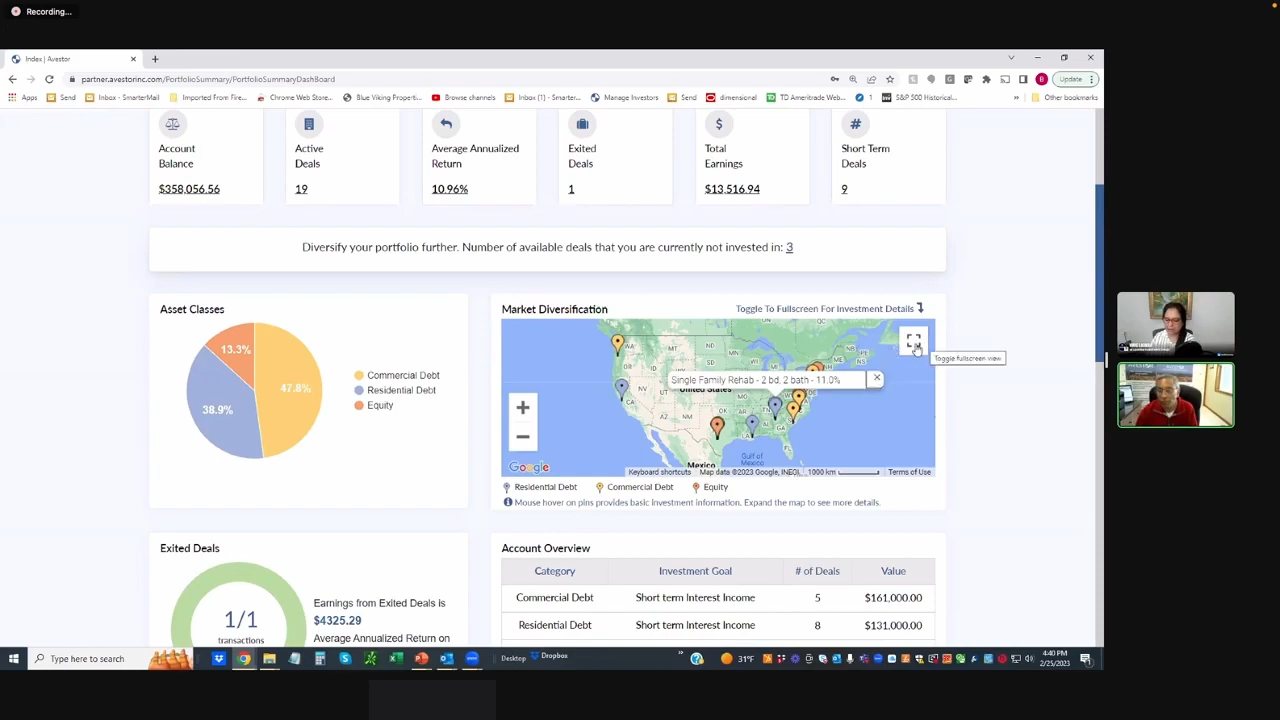 Recording...
Index | Avestor
partner.avestorinc.com/PortfolioSummary/PortfolioSummaryDashBoard
Update
Apps
Send
Inbox - SmarterMail
Imported From Fire...
Chrome Web Store...
Blue Viking Properti...
Browse channels
Inbox (1) - Smarter...
Manage Investors
Send
dimensional
TD Ameritrade Web...
1
S&P 500 Historical...
Other bookmarks
Account Balance
$358,056.56
Active Deals
19
Average Annualized Return
10.96%
Exited Deals
1
Total Earnings
$13,516.94
Short Term Deals
9
Diversify your portfolio further. Number of available deals that you are currently not invested in: 3
Asset Classes
13.3%
47.8%
38.9%
Commercial Debt
Residential Debt
Equity
Market Diversification
Toggle To Fullscreen For Investment Details
Toggle fullscreen view
Single Family Rehab - 2 bd, 2 bath - 11.0%
United States
Mexico
Gulf of Mexico
Google
Keyboard shortcuts
Map data ©2023 Google, INEGI
1000 km
Terms of Use
Residential Debt
Commercial Debt
Equity
Mouse hover on pins provides basic investment information. Expand the map to see more details.
Exited Deals
1/1
transactions
Earnings from Exited Deals is
$4325.29
Average Annualized Return on
Account Overview
Category Investment Goal # of Deals Value
Commercial Debt Short term Interest Income 5 $161,000.00
Residential Debt Short term Interest Income 8 $131,000.00
Type here to search
Desktop
Dropbox
31°F
4:40 PM
2/25/2023